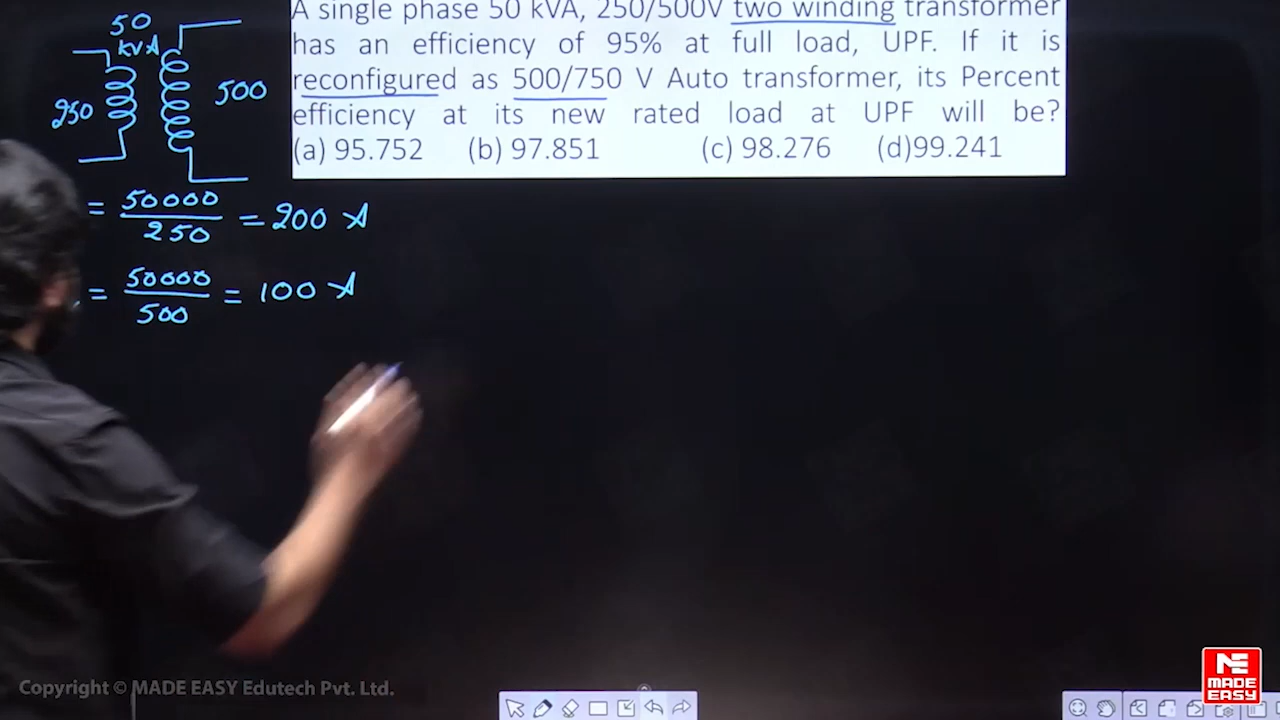 A single phase 50 kVA, 250/500V two winding transformer
has an efficiency of 95% at full load, UPF. If it is
reconfigured as 500/750 V Auto transformer, its Percent
efficiency at its new rated load at UPF will be?
(a) 95.752 (b) 97.851 (c) 98.276 (d)99.241
50
kVA
250
500
= 50000 / 250 = 200 A
= 50000 / 500 = 100 A
Copyright © MADE EASY Edutech Pvt. Ltd.
ME
MADE
EASY